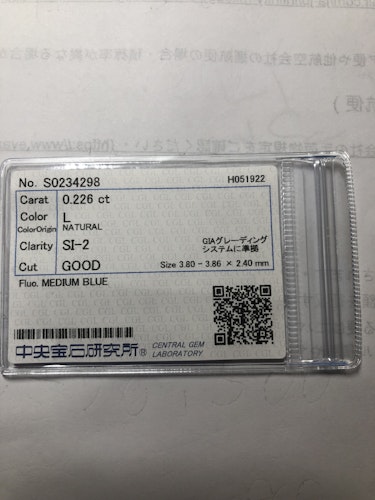 No. S0234298 H051922
Carat 0.226 ct
Color L
ColorOrigin NATURAL
Clarity SI-2
GIAグレーディング
システムに準拠
Cut GOOD Size 3.80 - 3.86 × 2.40 mm
Fluo. MEDIUM BLUE
中央宝石研究所® CENTRAL GEM
LABORATORY